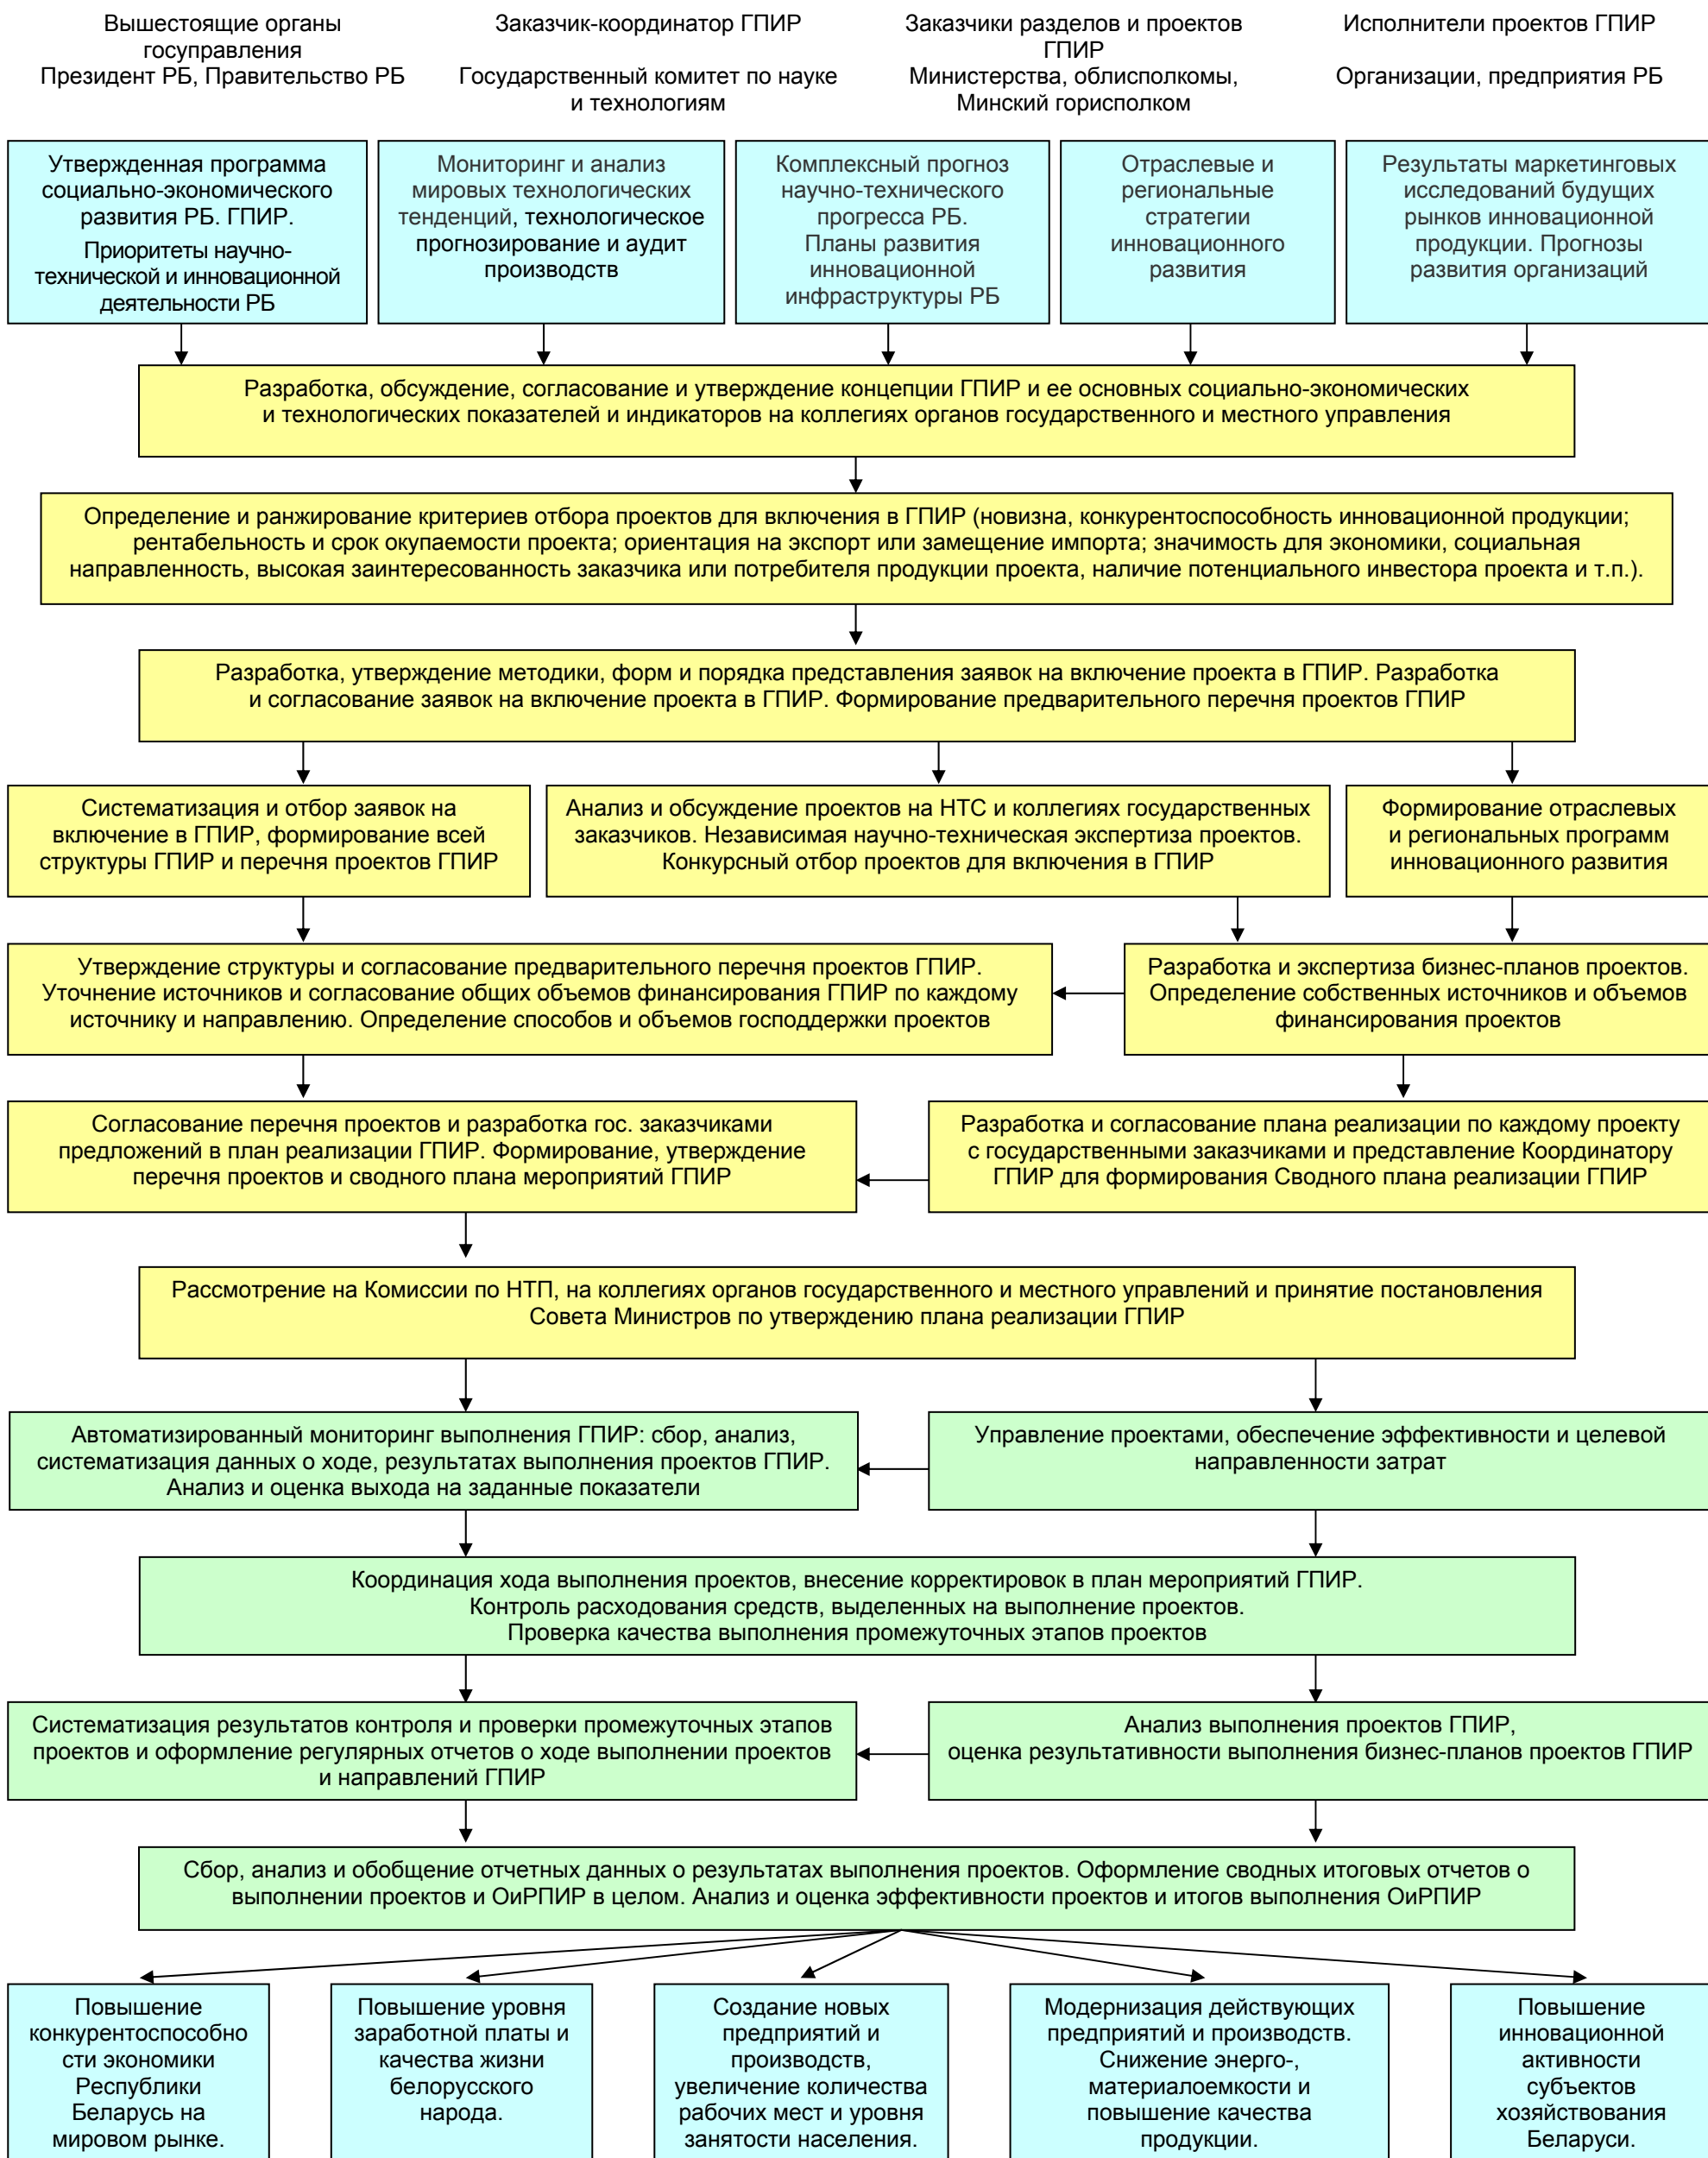 Вышестоящие органы
госуправления
Президент РБ, Правительство РБ
Заказчик-координатор ГПИР
Государственный комитет по науке
и технологиям
Заказчики разделов и проектов
ГПИР
Министерства, облисполкомы,
Минский горисполком
Исполнители проектов ГПИР
Организации, предприятия РБ
Утвержденная программа
социально-экономического
развития РБ. ГПИР.
Приоритеты научно-
технической и инновационной
деятельности РБ
Мониторинг и анализ
мировых технологических
тенденций, технологическое
прогнозирование и аудит
производств
Комплексный прогноз
научно-технического
прогресса РБ.
Планы развития
инновационной
инфраструктуры РБ
Отраслевые и
региональные
стратегии
инновационного
развития
Результаты маркетинговых
исследований будущих
рынков инновационной
продукции. Прогнозы
развития организаций
Разработка, обсуждение, согласование и утверждение концепции ГПИР и ее основных социально-экономических
и технологических показателей и индикаторов на коллегиях органов государственного и местного управления
Определение и ранжирование критериев отбора проектов для включения в ГПИР (новизна, конкурентоспособность инновационной продукции;
рентабельность и срок окупаемости проекта; ориентация на экспорт или замещение импорта; значимость для экономики, социальная
направленность, высокая заинтересованность заказчика или потребителя продукции проекта, наличие потенциального инвестора проекта и т.п.).
Разработка, утверждение методики, форм и порядка представления заявок на включение проекта в ГПИР. Разработка
и согласование заявок на включение проекта в ГПИР. Формирование предварительного перечня проектов ГПИР
Систематизация и отбор заявок на
включение в ГПИР, формирование всей
структуры ГПИР и перечня проектов ГПИР
Анализ и обсуждение проектов на НТС и коллегиях государственных
заказчиков. Независимая научно-техническая экспертиза проектов.
Конкурсный отбор проектов для включения в ГПИР
Формирование отраслевых
и региональных программ
инновационного развития
Утверждение структуры и согласование предварительного перечня проектов ГПИР.
Уточнение источников и согласование общих объемов финансирования ГПИР по каждому
источнику и направлению. Определение способов и объемов господдержки проектов
Разработка и экспертиза бизнес-планов проектов.
Определение собственных источников и объемов
финансирования проектов
Согласование перечня проектов и разработка гос. заказчиками
предложений в план реализации ГПИР. Формирование, утверждение
перечня проектов и сводного плана мероприятий ГПИР
Разработка и согласование плана реализации по каждому проекту
с государственными заказчиками и представление Координатору
ГПИР для формирования Сводного плана реализации ГПИР
Рассмотрение на Комиссии по НТП, на коллегиях органов государственного и местного управлений и принятие постановления
Совета Министров по утверждению плана реализации ГПИР
Автоматизированный мониторинг выполнения ГПИР: сбор, анализ,
систематизация данных о ходе, результатах выполнения проектов ГПИР.
Анализ и оценка выхода на заданные показатели
Управление проектами, обеспечение эффективности и целевой
направленности затрат
Координация хода выполнения проектов, внесение корректировок в план мероприятий ГПИР.
Контроль расходования средств, выделенных на выполнение проектов.
Проверка качества выполнения промежуточных этапов проектов
Систематизация результатов контроля и проверки промежуточных этапов
проектов и оформление регулярных отчетов о ходе выполнении проектов
и направлений ГПИР
Анализ выполнения проектов ГПИР,
оценка результативности выполнения бизнес-планов проектов ГПИР
Сбор, анализ и обобщение отчетных данных о результатах выполнения проектов. Оформление сводных итоговых отчетов о
выполнении проектов и ОиРПИР в целом. Анализ и оценка эффективности проектов и итогов выполнения ОиРПИР
Повышение
конкурентоспособно
сти экономики
Республики
Беларусь на
мировом рынке.
Повышение уровня
заработной платы и
качества жизни
белорусского
народа.
Создание новых
предприятий и
производств,
увеличение количества
рабочих мест и уровня
занятости населения.
Модернизация действующих
предприятий и производств.
Снижение энерго-,
материалоемкости и
повышение качества
продукции.
Повышение
инновационной
активности
субъектов
хозяйствования
Беларуси.